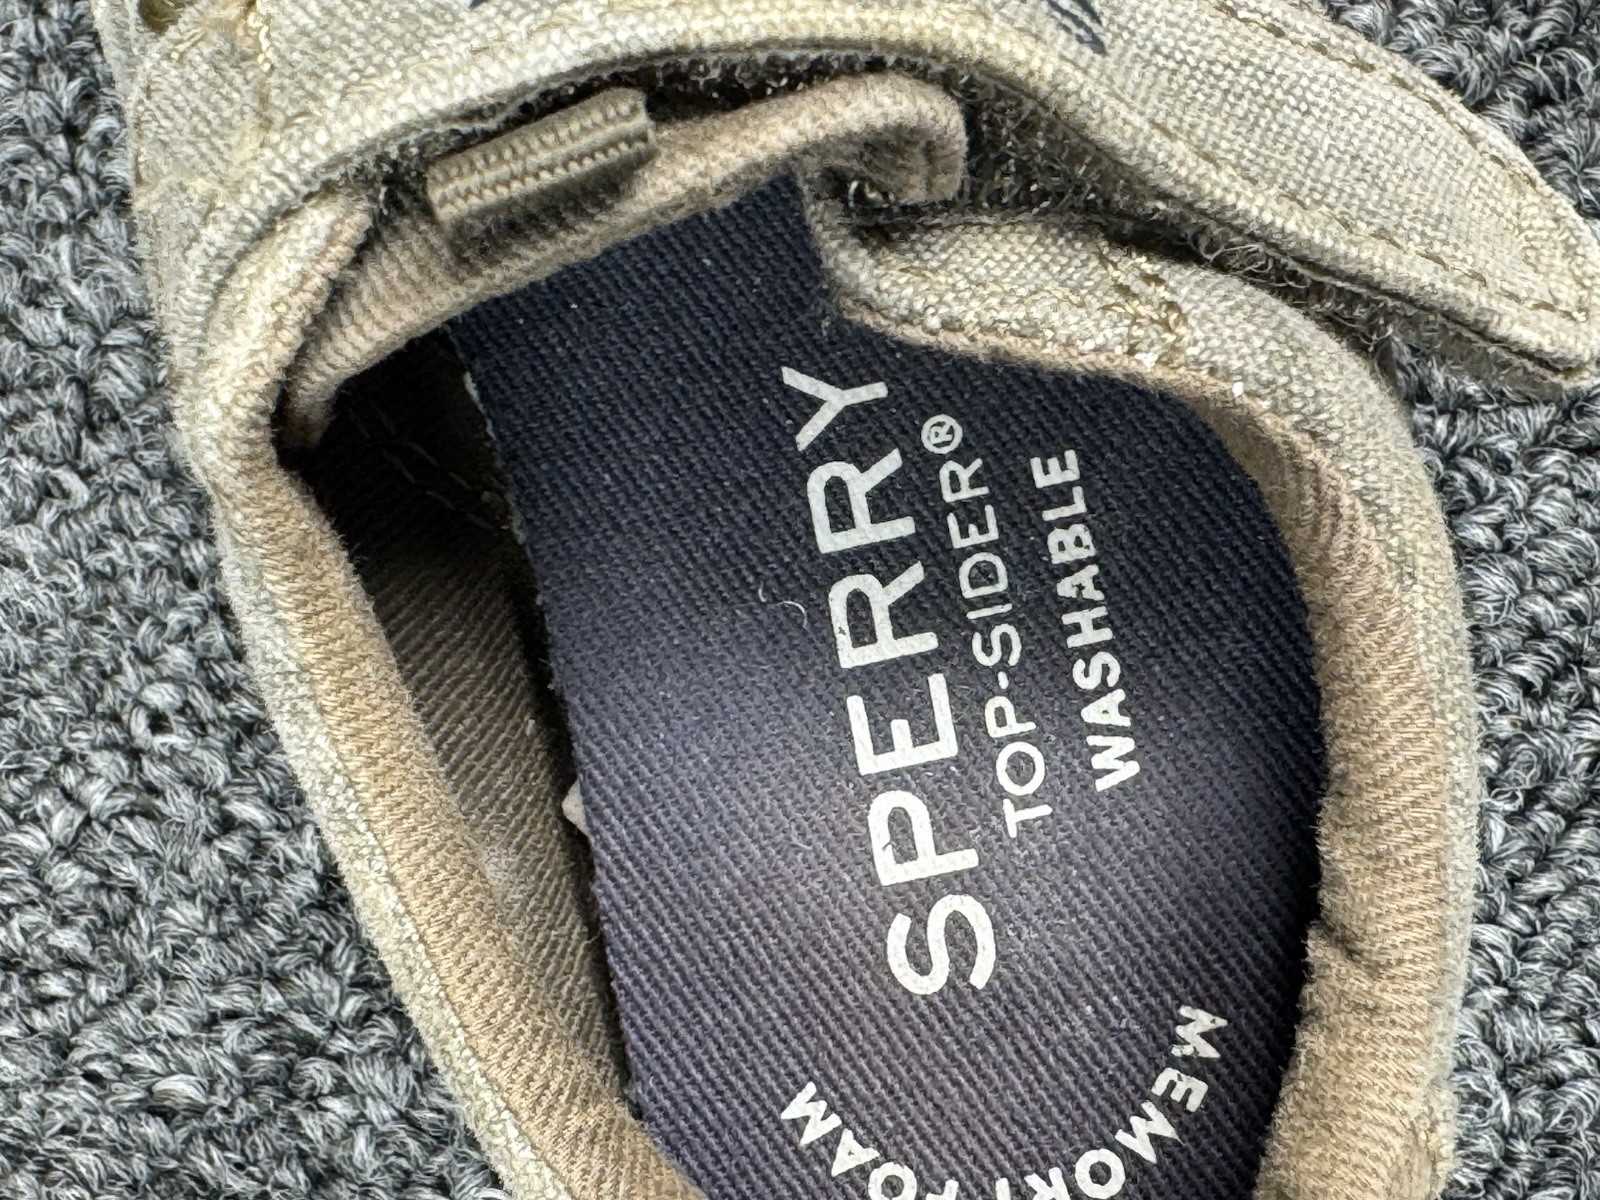 SPERRY
TOP-SIDER®
WASHABLE
MEMORY FOAM